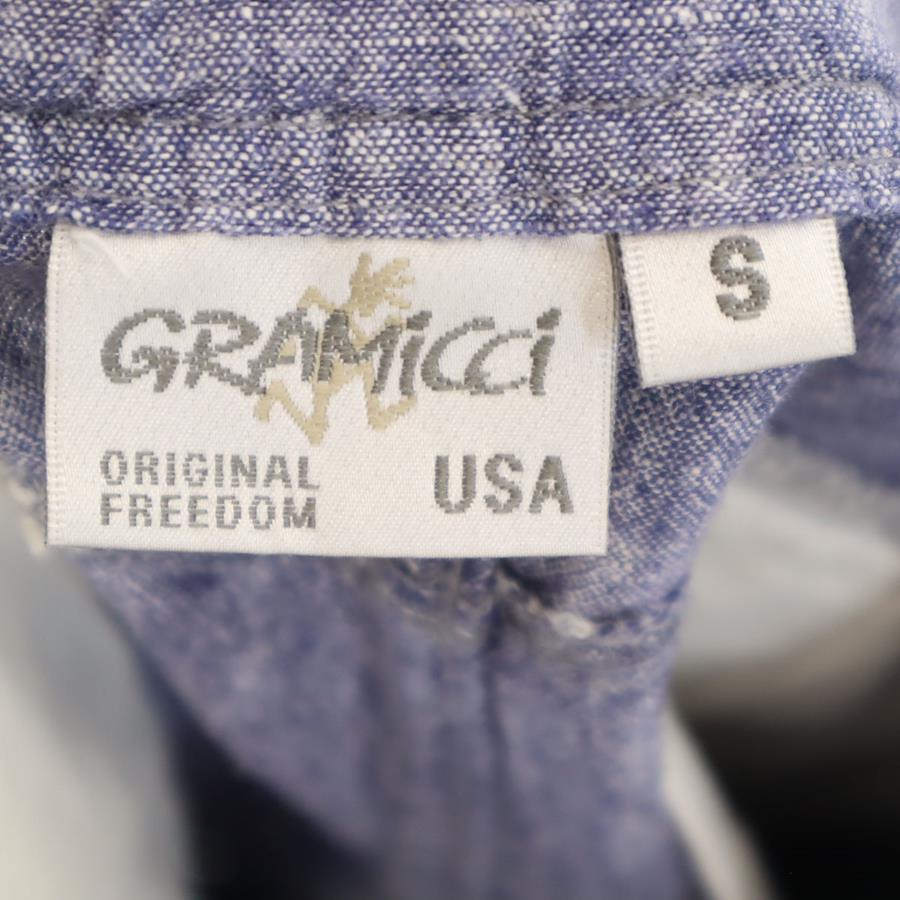 GRAMiCCi
ORIGINAL
FREEDOM
USA
S